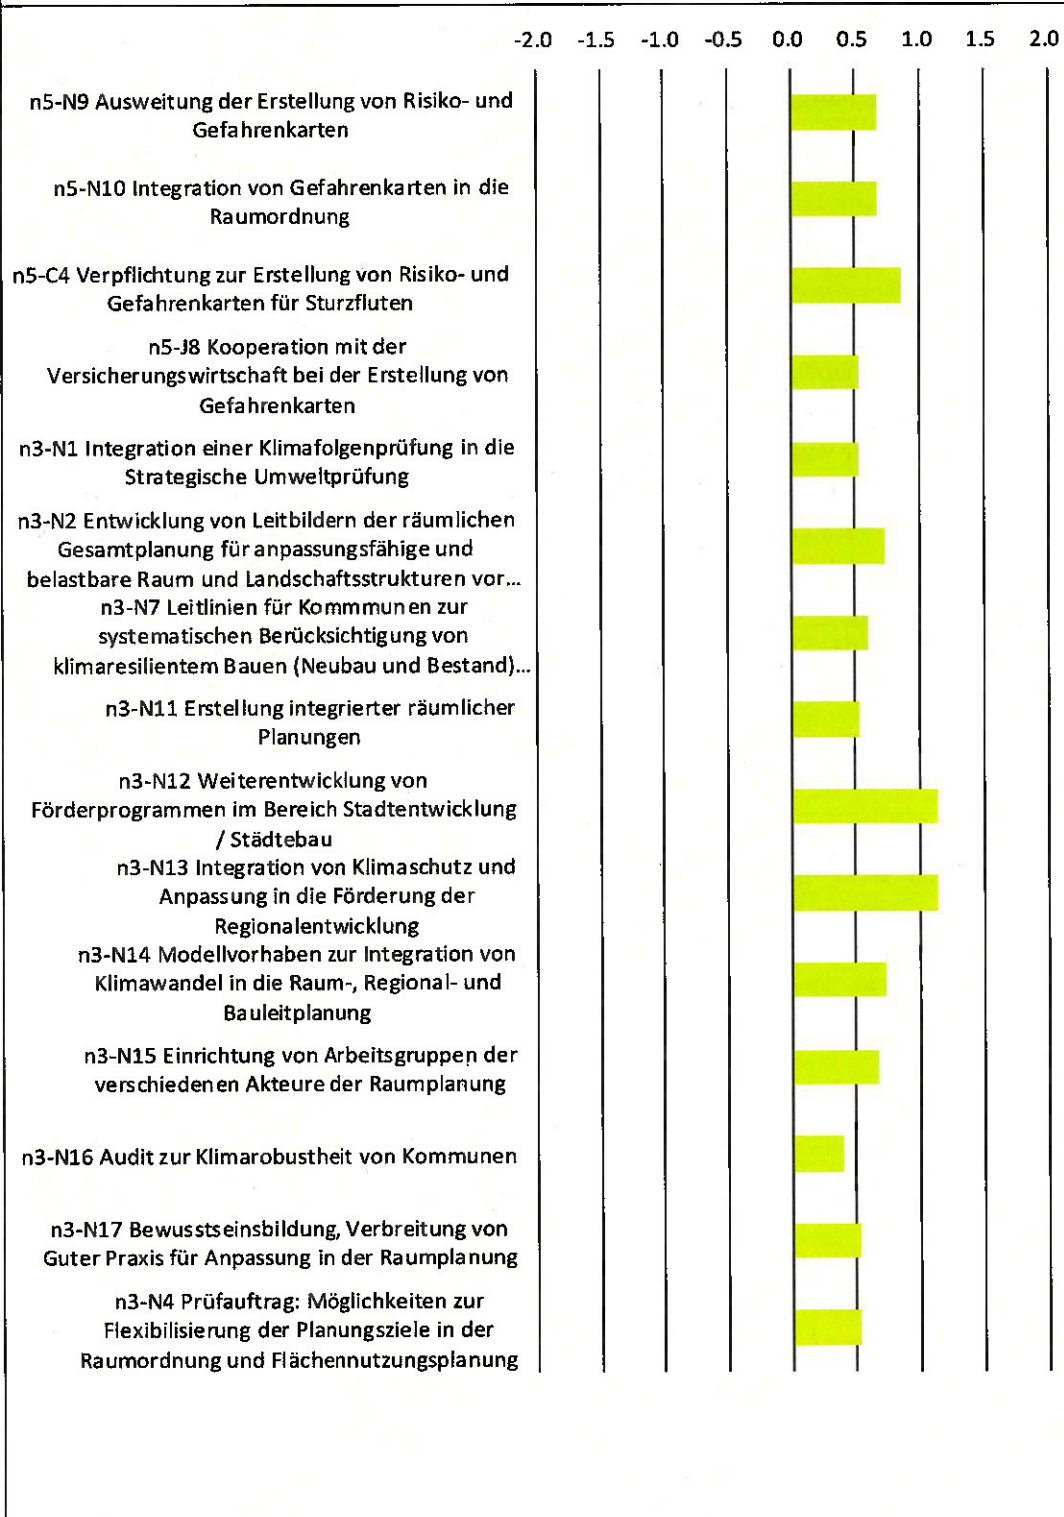 -2.0 -1.5 -1.0 -0.5 0.0 0.5 1.0 1.5 2.0
n5-N9 Ausweitung der Erstellung von Risiko- und
Gefahrenkarten
n5-N10 Integration von Gefahrenkarten in die
Raumordnung
n5-C4 Verpflichtung zur Erstellung von Risiko- und
Gefahrenkarten für Sturzfluten
n5-J8 Kooperation mit der
Versicherungswirtschaft bei der Erstellung von
Gefahrenkarten
n3-N1 Integration einer Klimafolgenprüfung in die
Strategische Umweltprüfung
n3-N2 Entwicklung von Leitbildern der räumlichen
Gesamtplanung für anpassungsfähige und
belastbare Raum und Landschaftsstrukturen vor...
n3-N7 Leitlinien für Kommmunen zur
systematischen Berücksichtigung von
klimaresilientem Bauen (Neubau und Bestand)...
n3-N11 Erstellung integrierter räumlicher
Planungen
n3-N12 Weiterentwicklung von
Förderprogrammen im Bereich Stadtentwicklung
/ Städtebau
n3-N13 Integration von Klimaschutz und
Anpassung in die Förderung der
Regionalentwicklung
n3-N14 Modellvorhaben zur Integration von
Klimawandel in die Raum-, Regional- und
Bauleitplanung
n3-N15 Einrichtung von Arbeitsgruppen der
verschiedenen Akteure der Raumplanung
n3-N16 Audit zur Klimarobustheit von Kommunen
n3-N17 Bewusstseinsbildung, Verbreitung von
Guter Praxis für Anpassung in der Raumplanung
n3-N4 Prüfauftrag: Möglichkeiten zur
Flexibilisierung der Planungsziele in der
Raumordnung und Flächennutzungsplanung